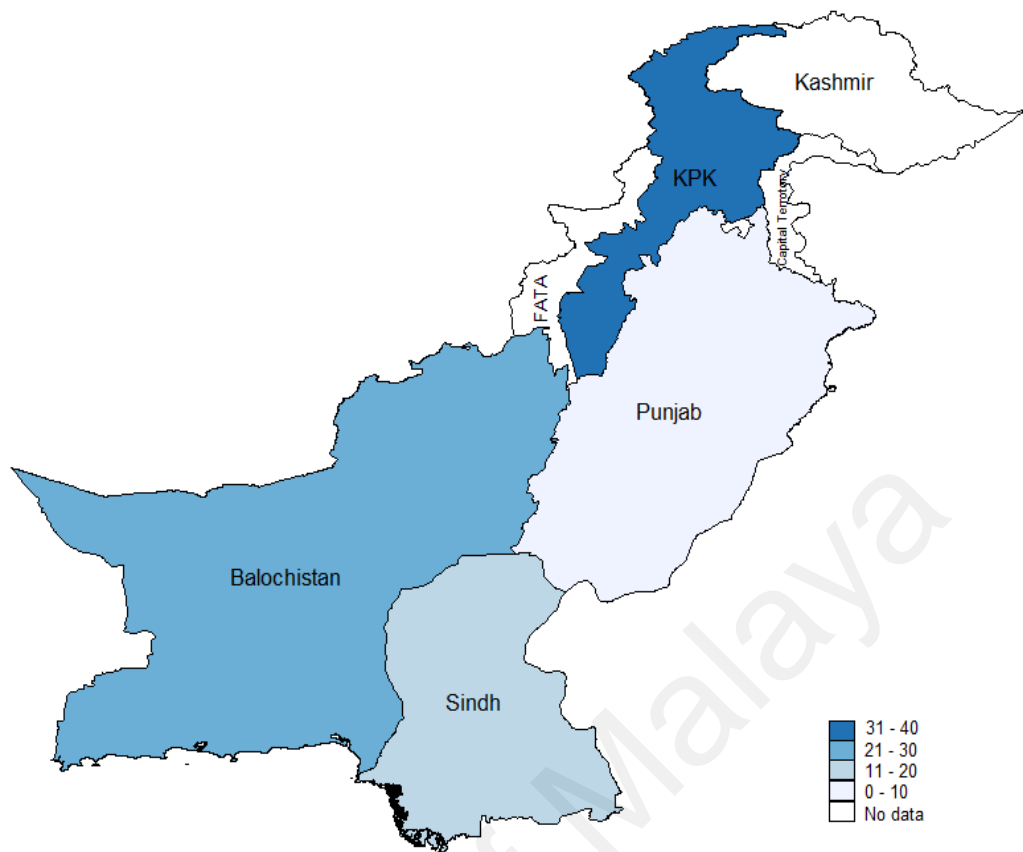 Kashmir
KPK
Capital Territory
FATA
Punjab
Balochistan
Sindh
31 - 40
21 - 30
11 - 20
0 - 10
No data
of Malaya